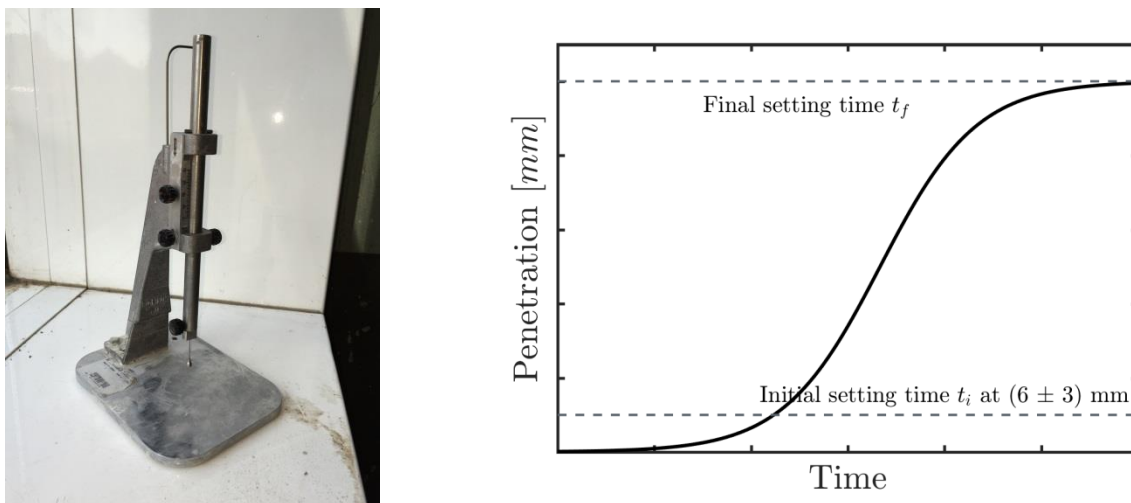 Final setting time t_f
Initial setting time t_i at (6 ± 3) mm
Penetration [mm]
Time